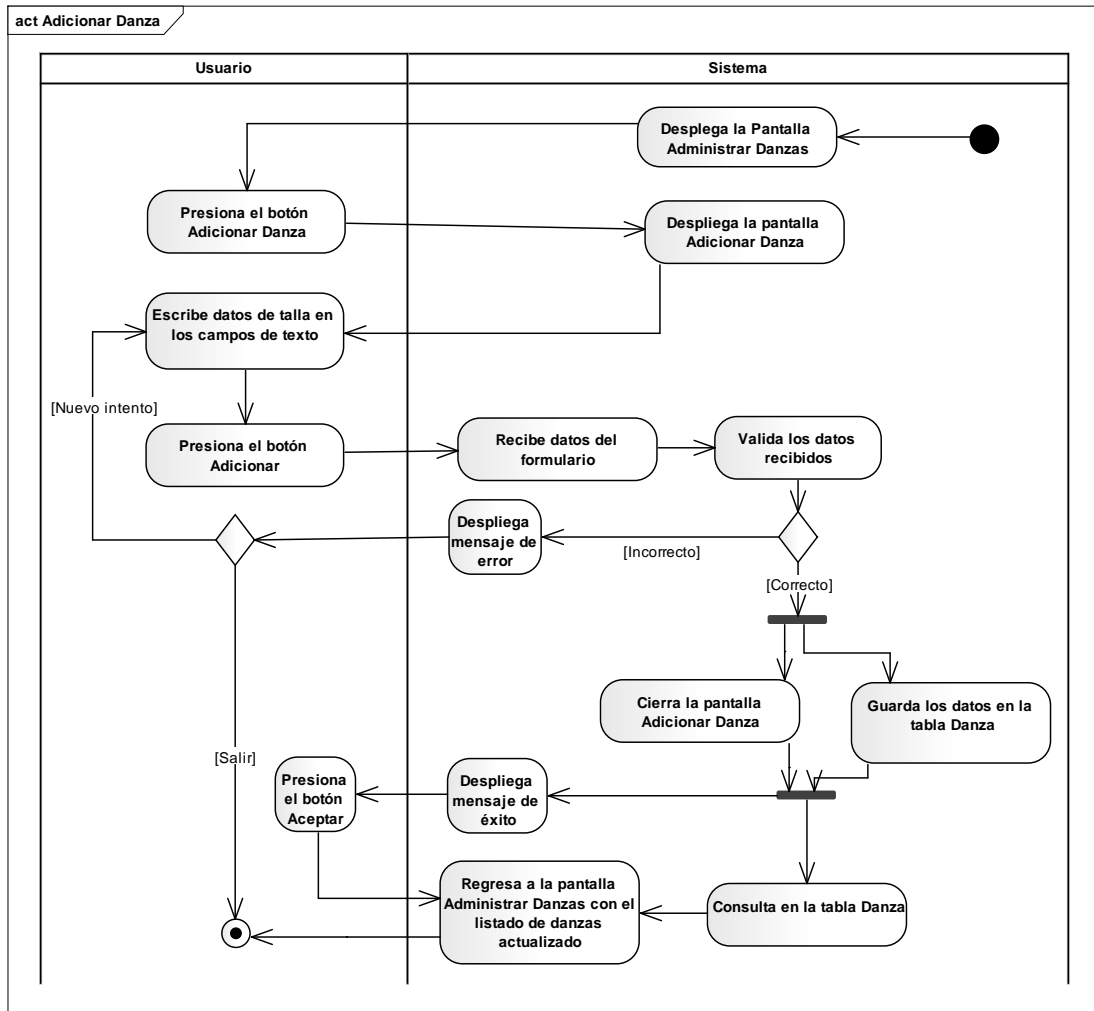 act Adicionar Danza
Usuario
Sistema
Desplega la Pantalla
Administrar Danzas
Presiona el botón
Adicionar Danza
Despliega la pantalla
Adicionar Danza
Escribe datos de talla en
los campos de texto
[Nuevo intento]
Presiona el botón
Adicionar
Recibe datos del
formulario
Valida los datos
recibidos
Despliega
mensaje de
error
[Incorrecto]
[Correcto]
Cierra la pantalla
Adicionar Danza
Guarda los datos en la
tabla Danza
[Salir]
Presiona
el botón
Aceptar
Despliega
mensaje de
éxito
Regresa a la pantalla
Administrar Danzas con el
listado de danzas
actualizado
Consulta en la tabla Danza